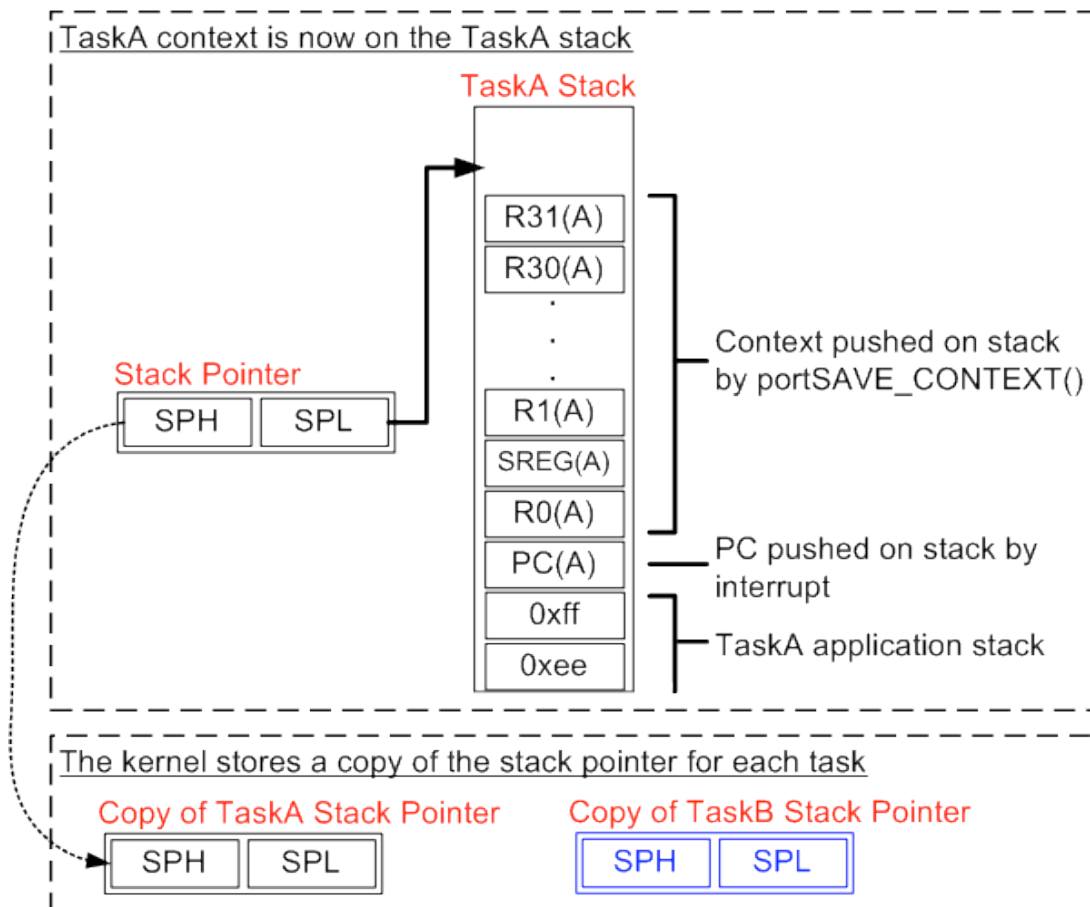 TaskA context is now on the TaskA stack
TaskA Stack
R31(A)
R30(A)
.
.
.
Context pushed on stack
by portSAVE_CONTEXT()
Stack Pointer
SPH SPL
R1(A)
SREG(A)
R0(A)
PC(A)
PC pushed on stack by
interrupt
0xff
TaskA application stack
0xee
The kernel stores a copy of the stack pointer for each task
Copy of TaskA Stack Pointer
SPH SPL
Copy of TaskB Stack Pointer
SPH SPL